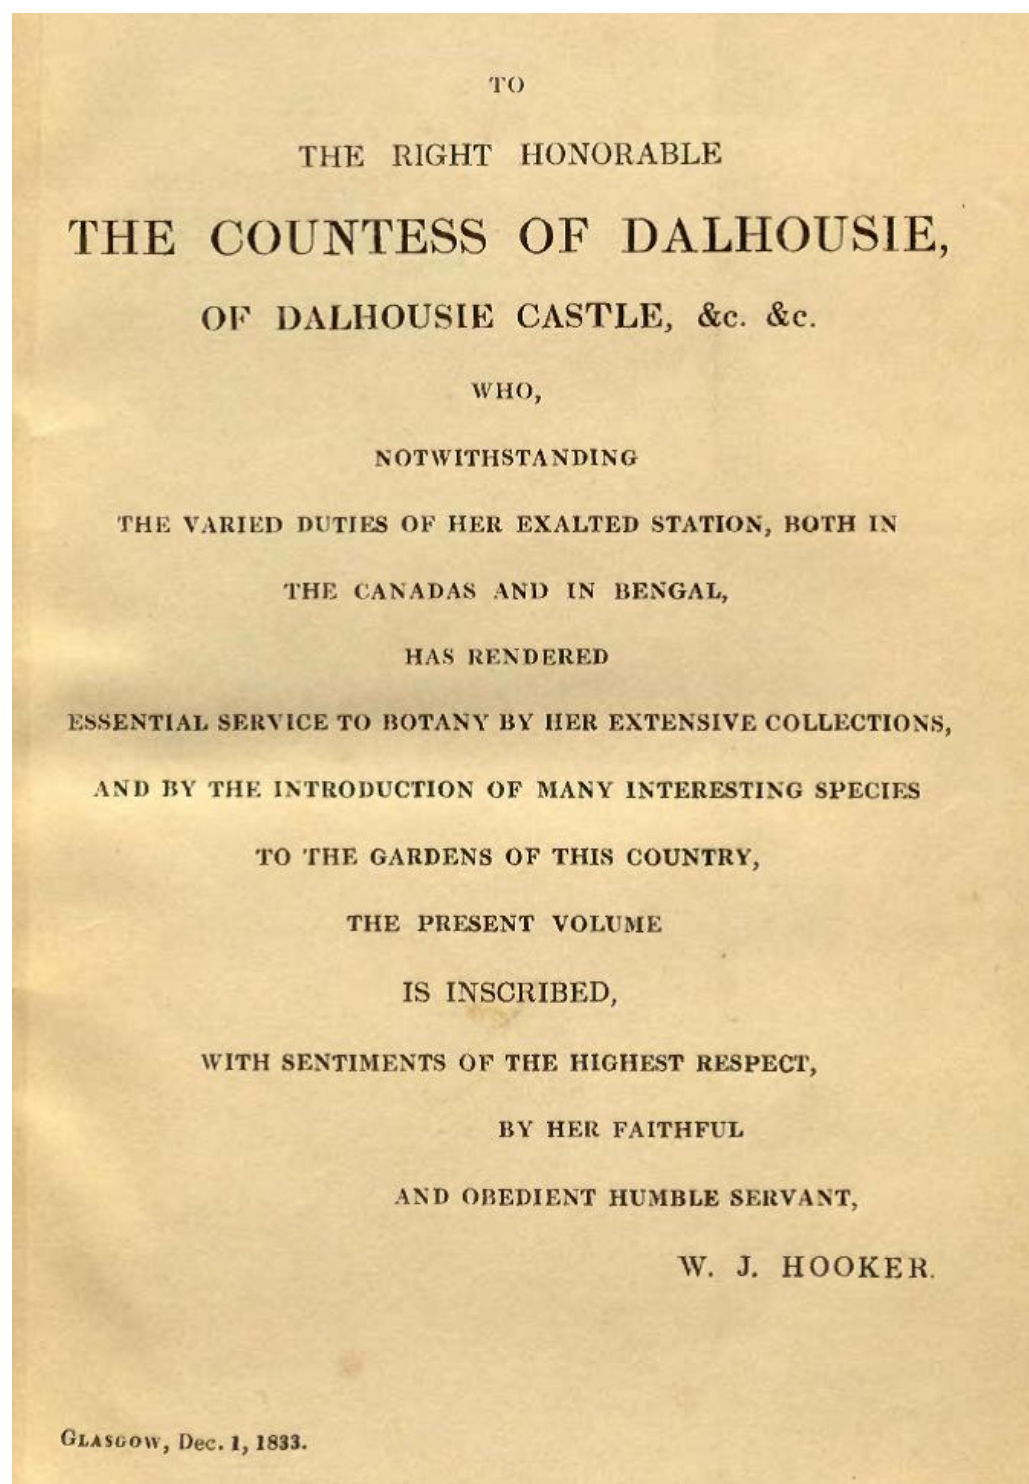 TO
THE RIGHT HONORABLE
THE COUNTESS OF DALHOUSIE,
OF DALHOUSIE CASTLE, &c. &c.
WHO,
NOTWITHSTANDING
THE VARIED DUTIES OF HER EXALTED STATION, BOTH IN
THE CANADAS AND IN BENGAL,
HAS RENDERED
ESSENTIAL SERVICE TO BOTANY BY HER EXTENSIVE COLLECTIONS,
AND BY THE INTRODUCTION OF MANY INTERESTING SPECIES
TO THE GARDENS OF THIS COUNTRY,
THE PRESENT VOLUME
IS INSCRIBED,
WITH SENTIMENTS OF THE HIGHEST RESPECT,
BY HER FAITHFUL
AND OBEDIENT HUMBLE SERVANT,
W. J. HOOKER.
GLASGOW, Dec. 1, 1833.